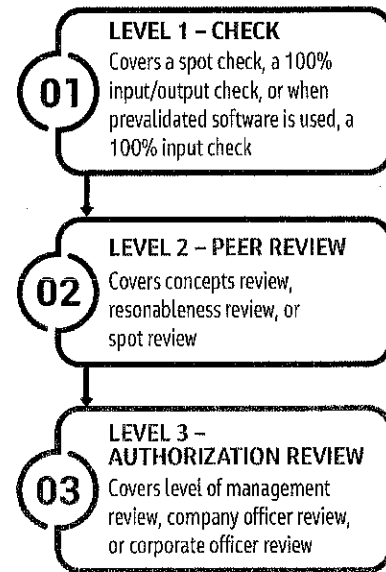 01
LEVEL 1 – CHECK
Covers a spot check, a 100%
input/output check, or when
prevalidated software is used, a
100% input check
02
LEVEL 2 – PEER REVIEW
Covers concepts review,
resonableness review, or
spot review
03
LEVEL 3 –
AUTHORIZATION REVIEW
Covers level of management
review, company officer review,
or corporate officer review